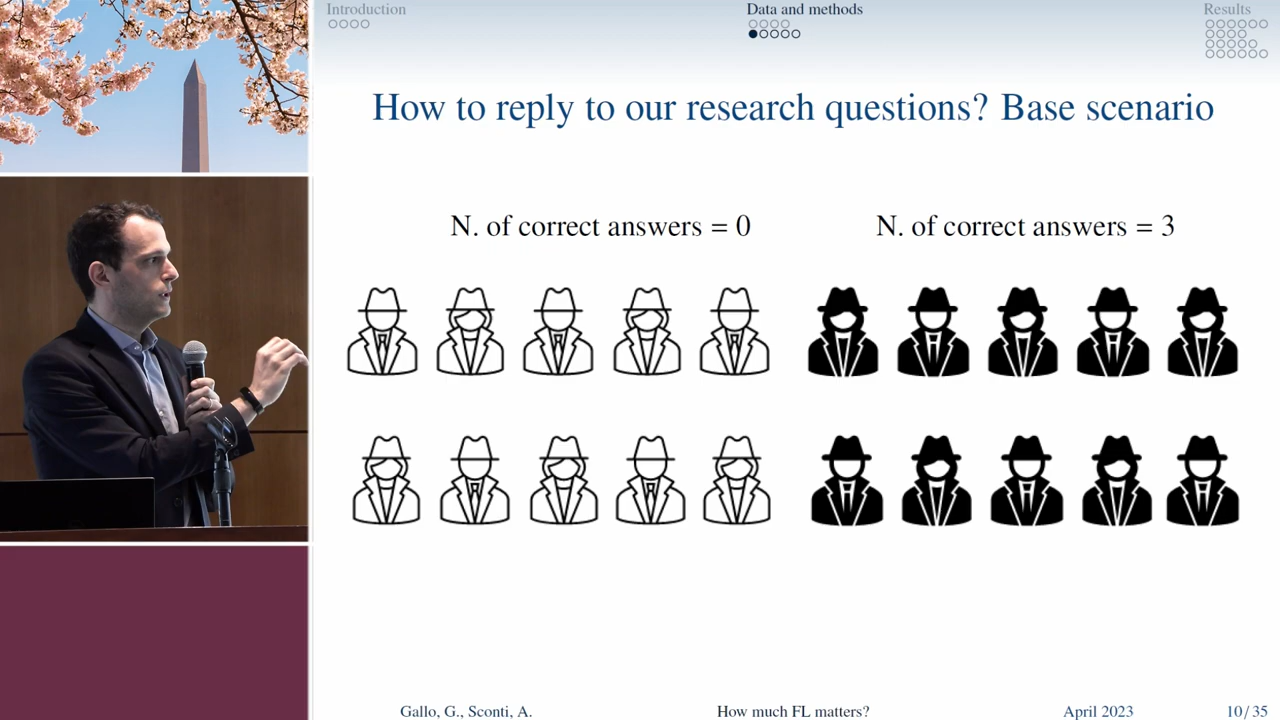 Introduction
Data and methods
Results
How to reply to our research questions? Base scenario
N. of correct answers = 0
N. of correct answers = 3
Gallo, G., Sconti, A.
How much FL matters?
April 2023
10/35